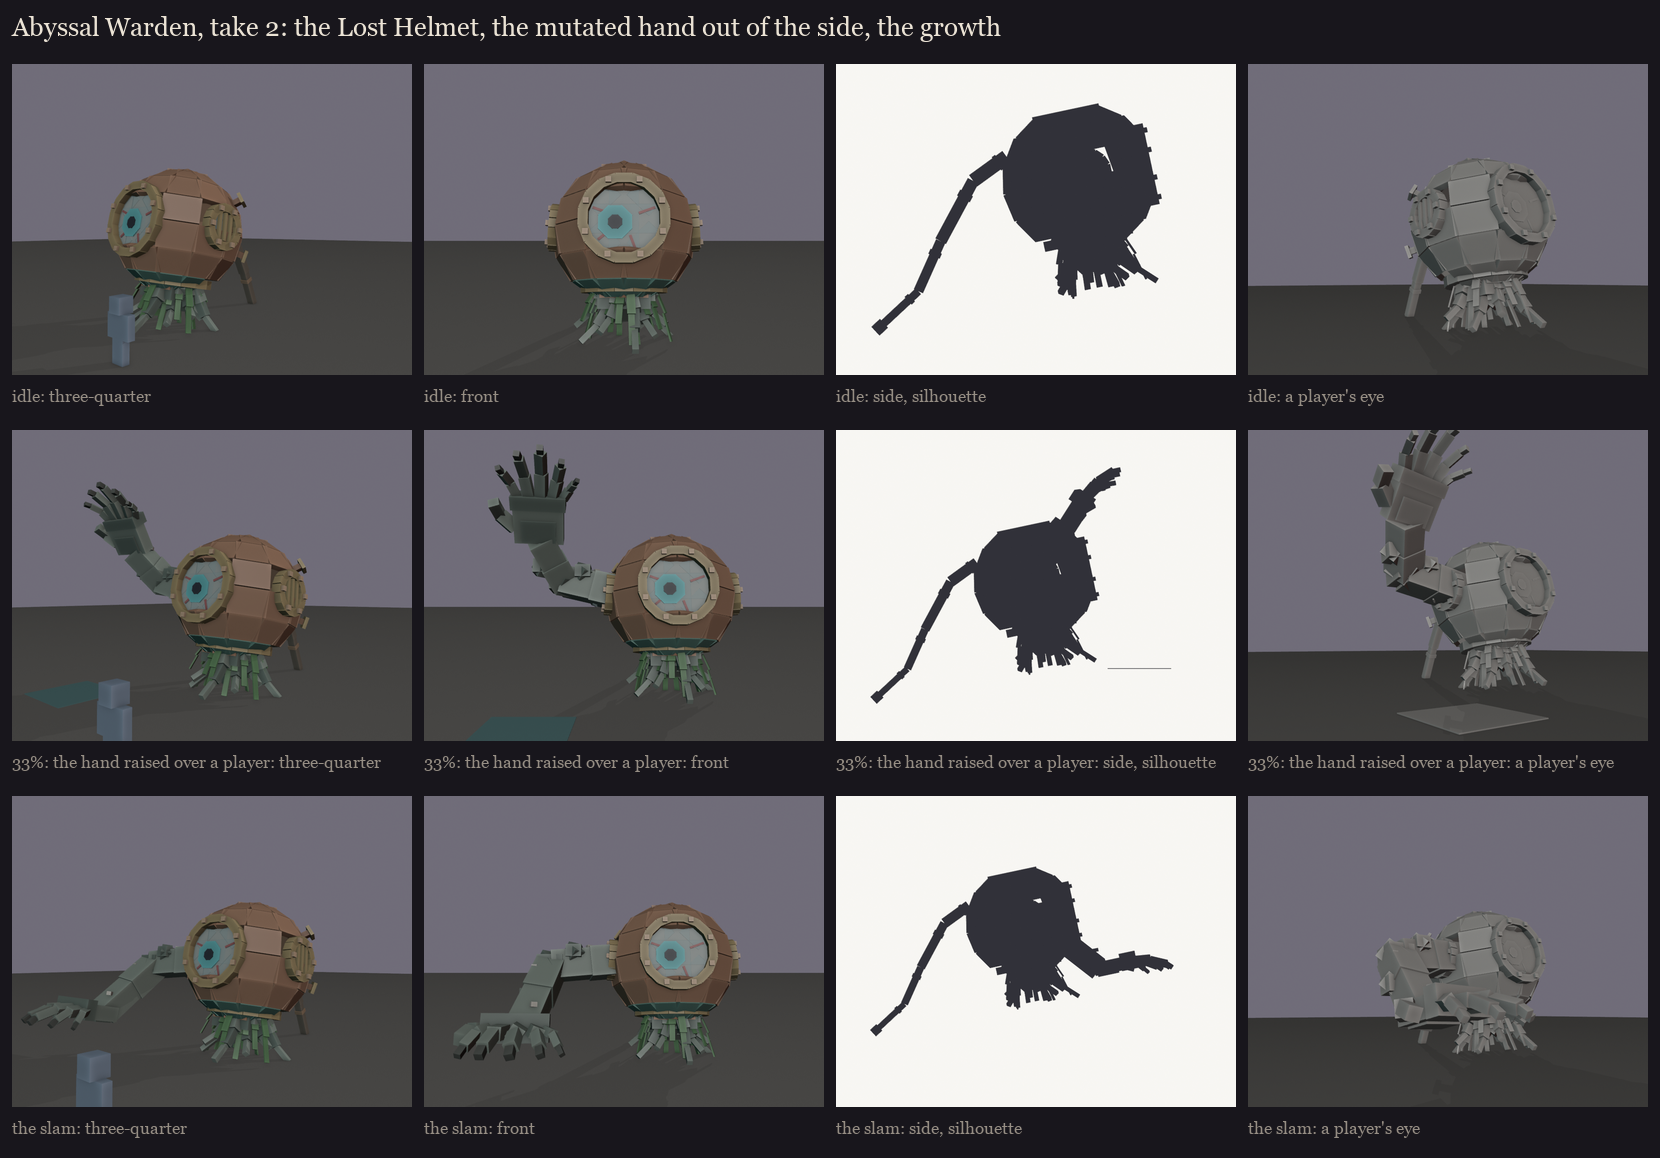 Abyssal Warden, take 2: the Lost Helmet, the mutated hand out of the side, the growth
idle: three-quarter
idle: front
idle: side, silhouette
idle: a player's eye
33%: the hand raised over a player: three-quarter
33%: the hand raised over a player: front
33%: the hand raised over a player: side, silhouette
33%: the hand raised over a player: a player's eye
the slam: three-quarter
the slam: front
the slam: side, silhouette
the slam: a player's eye